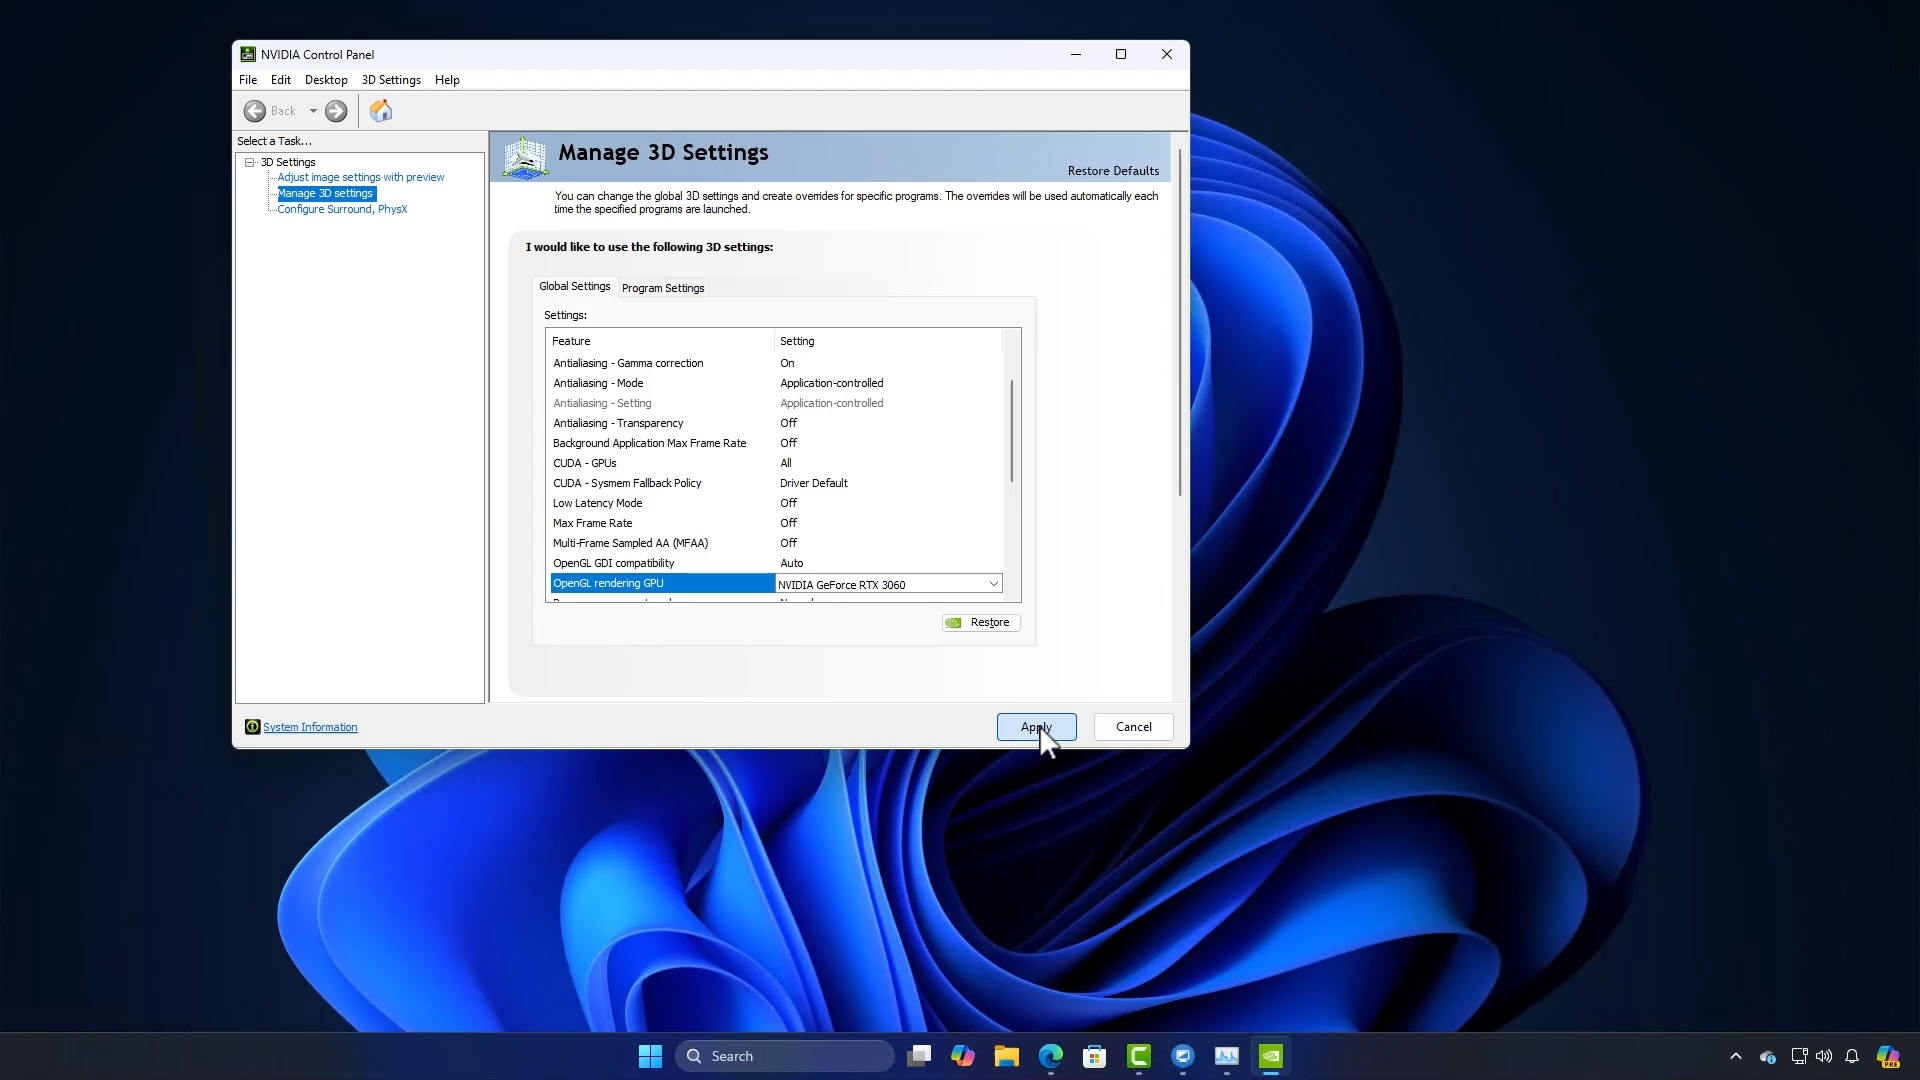 NVIDIA Control Panel
File Edit Desktop 3D Settings Help
Back
Select a Task...
3D Settings
Adjust image settings with preview
Manage 3D settings
Configure Surround, PhysX
Manage 3D Settings
Restore Defaults
You can change the global 3D settings and create overrides for specific programs. The overrides will be used automatically each
time the specified programs are launched.
I would like to use the following 3D settings:
Global Settings Program Settings
Settings:
Feature Setting
Antialiasing - Gamma correction On
Antialiasing - Mode Application-controlled
Antialiasing - Setting Application-controlled
Antialiasing - Transparency Off
Background Application Max Frame Rate Off
CUDA - GPUs All
CUDA - Sysmem Fallback Policy Driver Default
Low Latency Mode Off
Max Frame Rate Off
Multi-Frame Sampled AA (MFAA) Off
OpenGL GDI compatibility Auto
OpenGL rendering GPU NVIDIA GeForce RTX 3060
Restore
System Information
Apply Cancel
Search
PRE